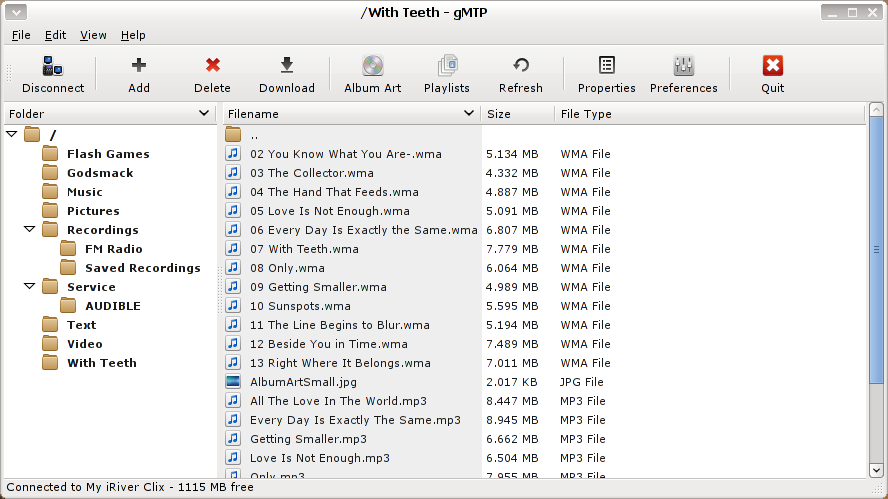 /With Teeth - gMTP
File Edit View Help
Disconnect Add Delete Download Album Art Playlists Refresh Properties Preferences Quit
Folder Filename Size File Type
/ ..
Flash Games 02 You Know What You Are-.wma 5.134 MB WMA File
Godsmack 03 The Collector.wma 4.332 MB WMA File
Music 04 The Hand That Feeds.wma 4.887 MB WMA File
Pictures 05 Love Is Not Enough.wma 5.091 MB WMA File
Recordings 06 Every Day Is Exactly the Same.wma 6.807 MB WMA File
FM Radio 07 With Teeth.wma 7.779 MB WMA File
Saved Recordings 08 Only.wma 6.064 MB WMA File
Service 09 Getting Smaller.wma 4.989 MB WMA File
AUDIBLE 10 Sunspots.wma 5.595 MB WMA File
Text 11 The Line Begins to Blur.wma 5.194 MB WMA File
Video 12 Beside You in Time.wma 7.489 MB WMA File
With Teeth 13 Right Where It Belongs.wma 7.011 MB WMA File
AlbumArtSmall.jpg 2.017 KB JPG File
All The Love In The World.mp3 8.447 MB MP3 File
Every Day Is Exactly The Same.mp3 8.945 MB MP3 File
Getting Smaller.mp3 6.662 MB MP3 File
Love Is Not Enough.mp3 6.504 MB MP3 File
Only.mp3 7.955 MB MP3 File
Connected to My iRiver Clix - 1115 MB free